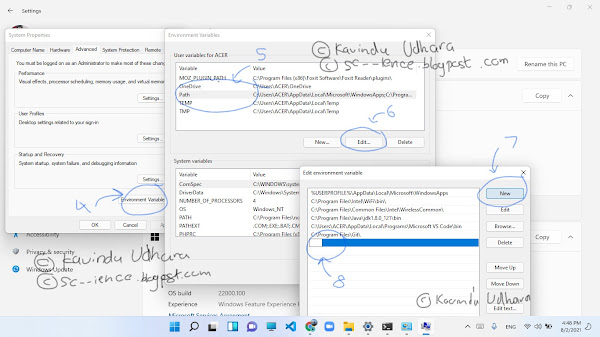 System Properties
Computer Name
Hardware
Advanced
System Protection
Remote
You must be logged on as an Administrator to make most of these changes.
Performance
Visual effects, processor scheduling, memory usage, and virtual memory
Settings...
User Profiles
Desktop settings related to your sign-in
Settings...
Startup and Recovery
System startup, system failure, and debugging information
Settings...
4
Environment Variable
OK
Environment Variables
User variables for ACER
5
Variable
Value
MOZ_PLUGIN_PATH
C:\Program Files (x86)\Foxit Software\Foxit Reader\plugins\
OneDrive
C:\Users\ACER\OneDrive
Path
C:\Users\ACER\AppData\Local\Microsoft\WindowsApps;C:\Progra...
TEMP
C:\Users\ACER\AppData\Local\Temp
TMP
C:\Users\ACER\AppData\Local\Temp
6
New...
Edit...
Delete
System variables
Variable
Value
ComSpec
C:\WINDOWS\system
DriverData
C:\Windows\System
NUMBER_OF_PROCESSORS
4
OS
Windows_NT
PATH
C:\Program Files
PATHEXT
.COM;.EXE;.BAT;.CM
© Kavindu Udhara
© sc--ience.blogpost.com
Rename this PC
Copy
7
Edit environment variable
%USERPROFILE%\AppData\Local\Microsoft\WindowsApps
C:\Program Files\Intel\WiFi\bin\
C:\Program Files\Common Files\Intel\WirelessCommon\
C:\Program Files\Java\jdk1.8.0_121\bin
C:\Users\ACER\AppData\Local\Programs\Microsoft VS Code\bin
C:\Program Files\Git\
New
Edit
Browse...
Delete
Move Up
Move Down
Edit text...
8
Copy
Accessibility
Privacy & security
Windows Update
© Kavindu Udhara
© sc--ience.blogpost.com
© Kavindu Udhara
OS build
22000.100
Experience
Windows Feature Experience
ENG
4:48 PM
8/2/2021